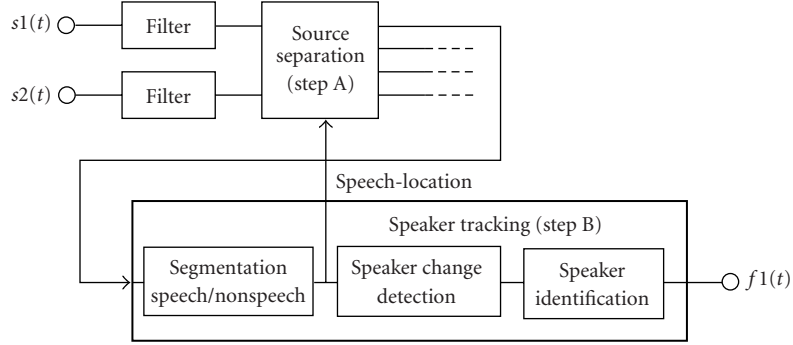 s1(t)
Filter
Source
separation
(step A)
s2(t)
Filter
Speech-location
Speaker tracking (step B)
Segmentation
speech/nonspeech
Speaker change
detection
Speaker
identification
f1(t)